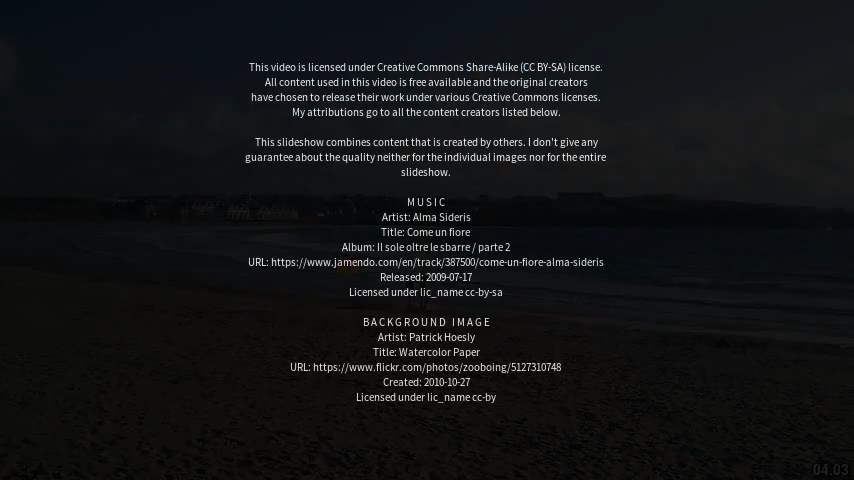 This video is licensed under Creative Commons Share-Alike (CC BY-SA) license.
All content used in this video is free available and the original creators
have chosen to release their work under various Creative Commons licenses.
My attributions go to all the content creators listed below.
This slideshow combines content that is created by others. I don't give any
guarantee about the quality neither for the individual images nor for the entire
slideshow.
MUSIC
Artist: Alma Sideris
Title: Come un fiore
Album: Il sole oltre le sbarre / parte 2
URL: https://www.jamendo.com/en/track/387500/come-un-fiore-alma-sideris
Released: 2009-07-17
Licensed under lic_name cc-by-sa
BACKGROUND IMAGE
Artist: Patrick Hoesly
Title: Watercolor Paper
URL: https://www.flickr.com/photos/zooboing/5127310748
Created: 2010-10-27
Licensed under lic_name cc-by
04.03